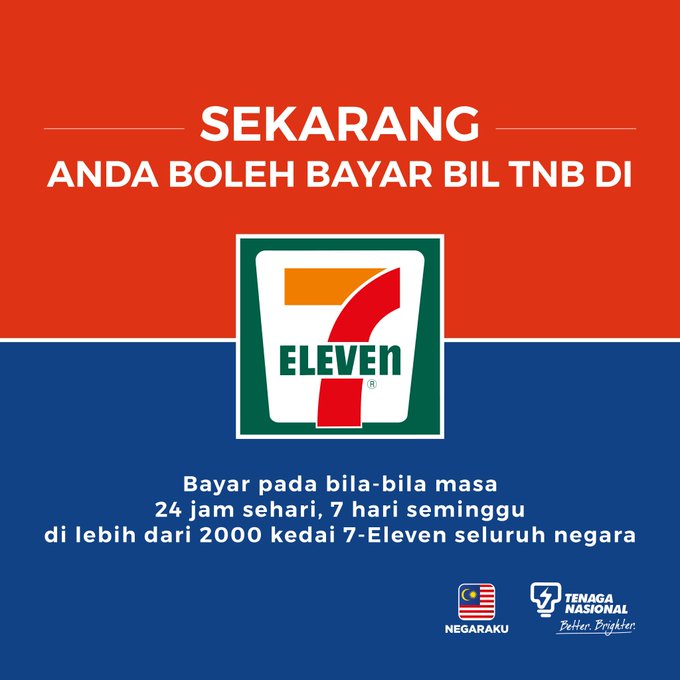 SEKARANG
ANDA BOLEH BAYAR BIL TNB DI
7
ELEVEn
®
Bayar pada bila-bila masa
24 jam sehari, 7 hari seminggu
di lebih dari 2000 kedai 7-Eleven seluruh negara
NEGARAKU
TENAGA
NASIONAL
Better. Brighter.